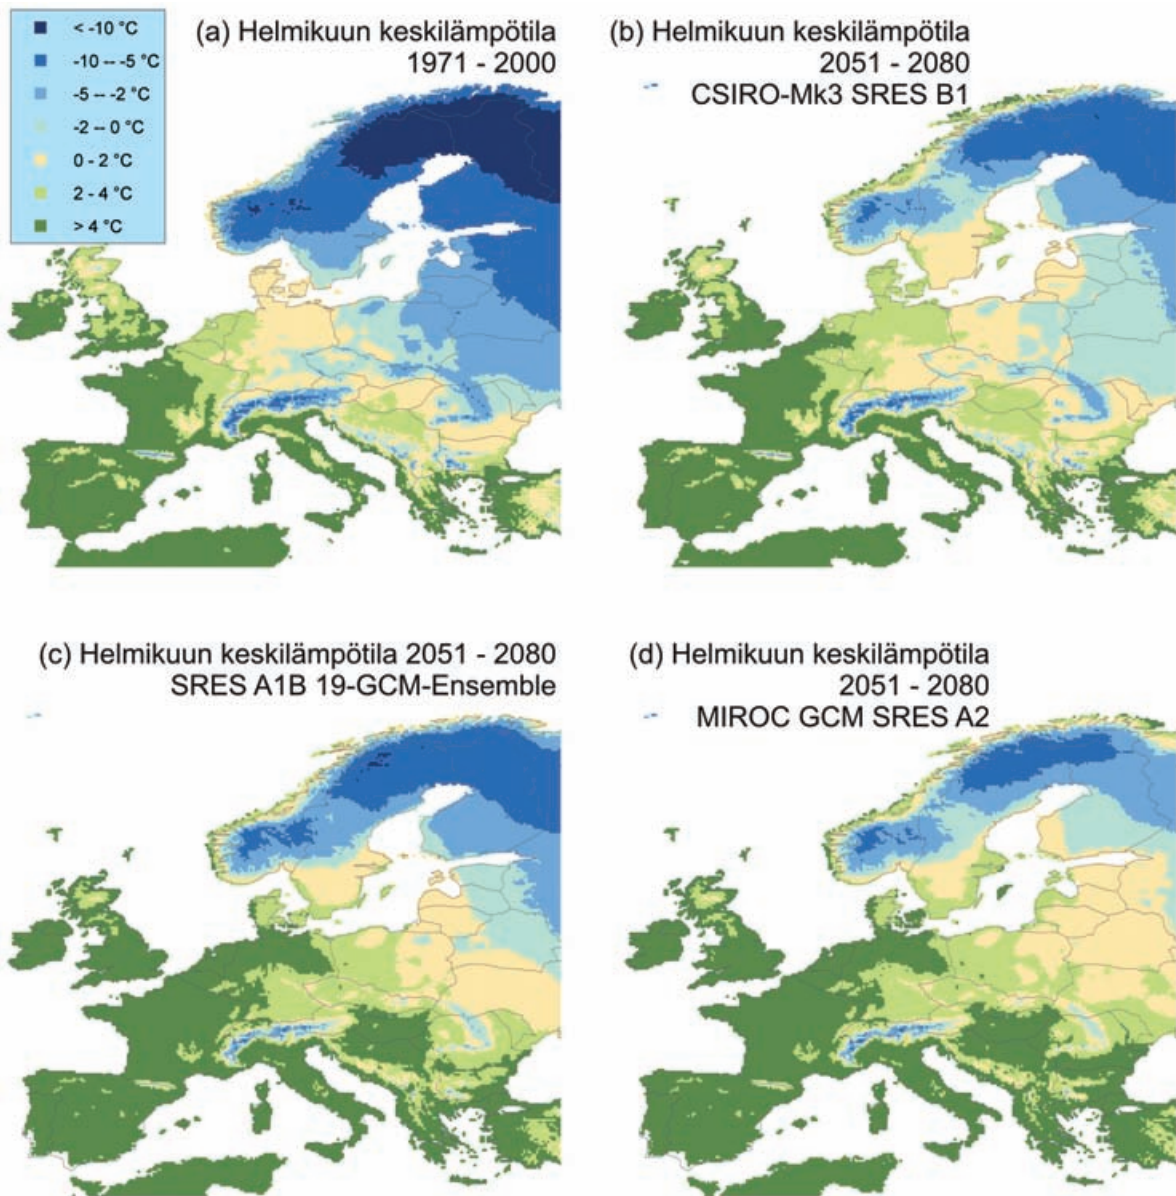 < -10 °C
-10 -- -5 °C
-5 -- -2 °C
-2 -- 0 °C
0 - 2 °C
2 - 4 °C
> 4 °C
(a) Helmikuun keskilämpötila
1971 - 2000
(b) Helmikuun keskilämpötila
2051 - 2080
CSIRO-Mk3 SRES B1
(c) Helmikuun keskilämpötila 2051 - 2080
SRES A1B 19-GCM-Ensemble
(d) Helmikuun keskilämpötila
2051 - 2080
MIROC GCM SRES A2